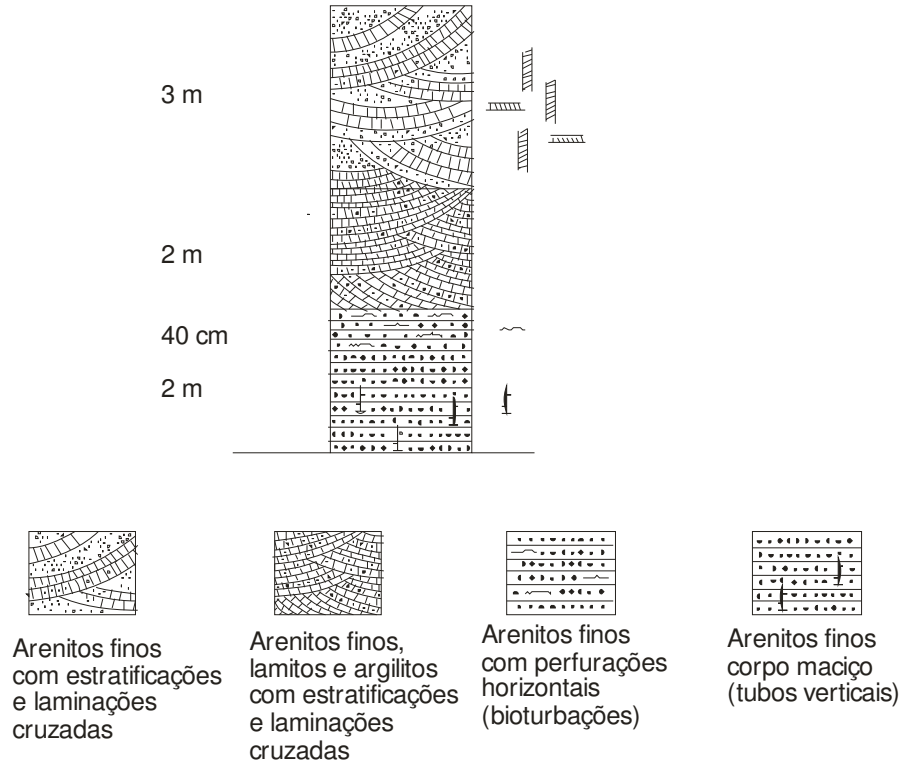 3 m
2 m
40 cm
2 m
Arenitos finos
com estratificações
e laminações
cruzadas
Arenitos finos,
lamitos e argilitos
com estratificações
e laminações
cruzadas
Arenitos finos
com perfurações
horizontais
(bioturbações)
Arenitos finos
corpo maciço
(tubos verticais)